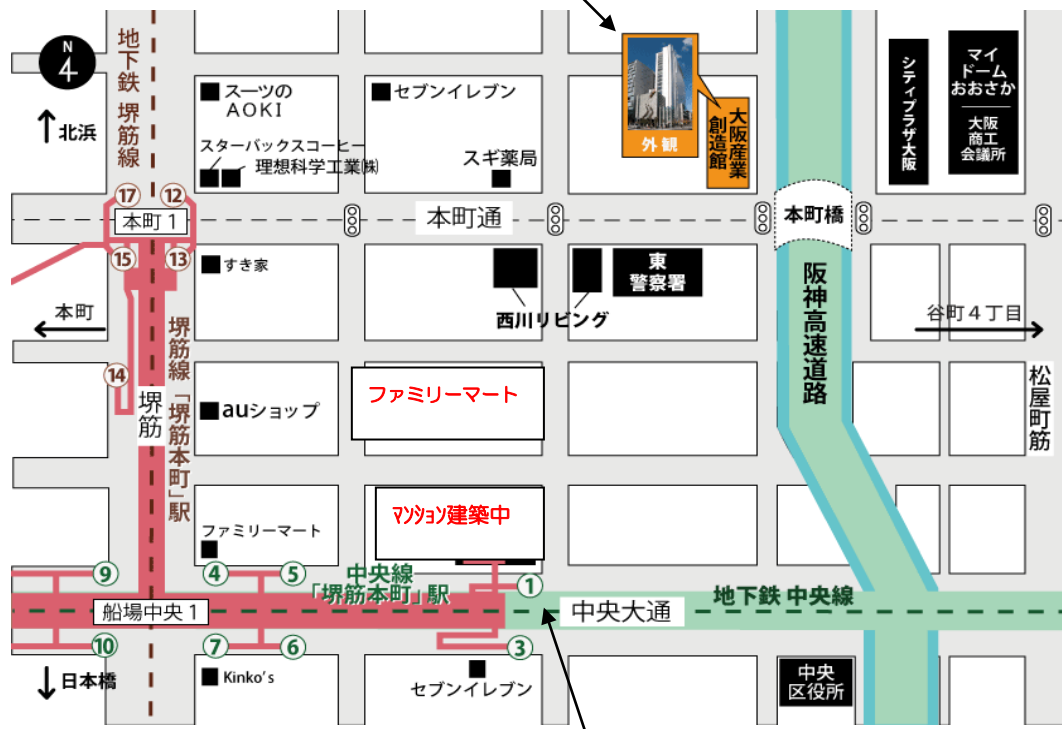 N
4
北浜
地下鉄 堺筋線
スーツの
AOKI
セブンイレブン
スターバックスコーヒー
理想科学工業㈱
スギ薬局
外観
大阪産業
創造館
シティプラザ大阪
マイ
ドーム
おおさか
大阪
商工
会議所
17
12
本町1
本町通
本町橋
15
13
すき家
東
警察署
西川リビング
本町
谷町4丁目
阪神高速道路
松屋町筋
14
堺筋
堺筋線「堺筋本町」駅
auショップ
ファミリーマート
マンション建築中
ファミリーマート
9
4
5
中央線
「堺筋本町」駅
1
地下鉄 中央線
船場中央1
中央大通
10
7
6
3
日本橋
Kinko's
セブンイレブン
中央
区役所